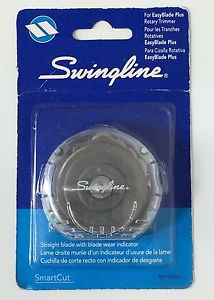 For EasyBlade Plus
Rotary Trimmer
Pour les Tranches
Rotatives
EasyBlade Plus
Para Cizalla Rotativa
EasyBlade Plus
Swingline®
Swingline
Straight blade with blade wear indicator
Lame droite munie d'un indicateur d'usure de la lame
Cuchilla de corte recto con indicador de desgaste
SmartCut